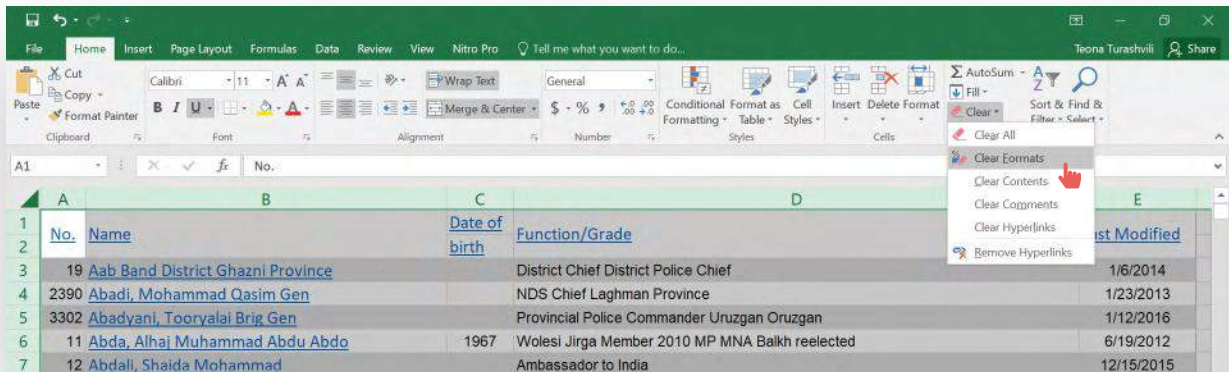 File Home Insert Page Layout Formulas Data Review View Nitro Pro Tell me what you want to do... Teona Turashvili Share
Paste
Cut
Copy
Format Painter
Clipboard
Calibri 11 A A
B I U A
Font
Wrap Text
Merge & Center
Alignment
General
$ % , .0 .00 .00 .0
Number
Conditional Formatting
Format as Table
Cell Styles
Styles
Insert Delete Format
Cells
AutoSum
Fill
Clear
Sort & Filter
Find & Select
Clear All
Clear Formats
Clear Contents
Clear Comments
Clear Hyperlinks
Remove Hyperlinks
A1 fx No.
A B C D E
1 2 No. Name Date of birth Function/Grade st Modified
3 19 Aab Band District Ghazni Province District Chief District Police Chief 1/6/2014
4 2390 Abadi, Mohammad Qasim Gen NDS Chief Laghman Province 1/23/2013
5 3302 Abadyani, Tooryalai Brig Gen Provincial Police Commander Uruzgan Oruzgan 1/12/2016
6 11 Abda, Alhaj Muhammad Abdu Abdo 1967 Wolesi Jirga Member 2010 MP MNA Balkh reelected 6/19/2012
7 12 Abdali, Shaida Mohammad Ambassador to India 12/15/2015